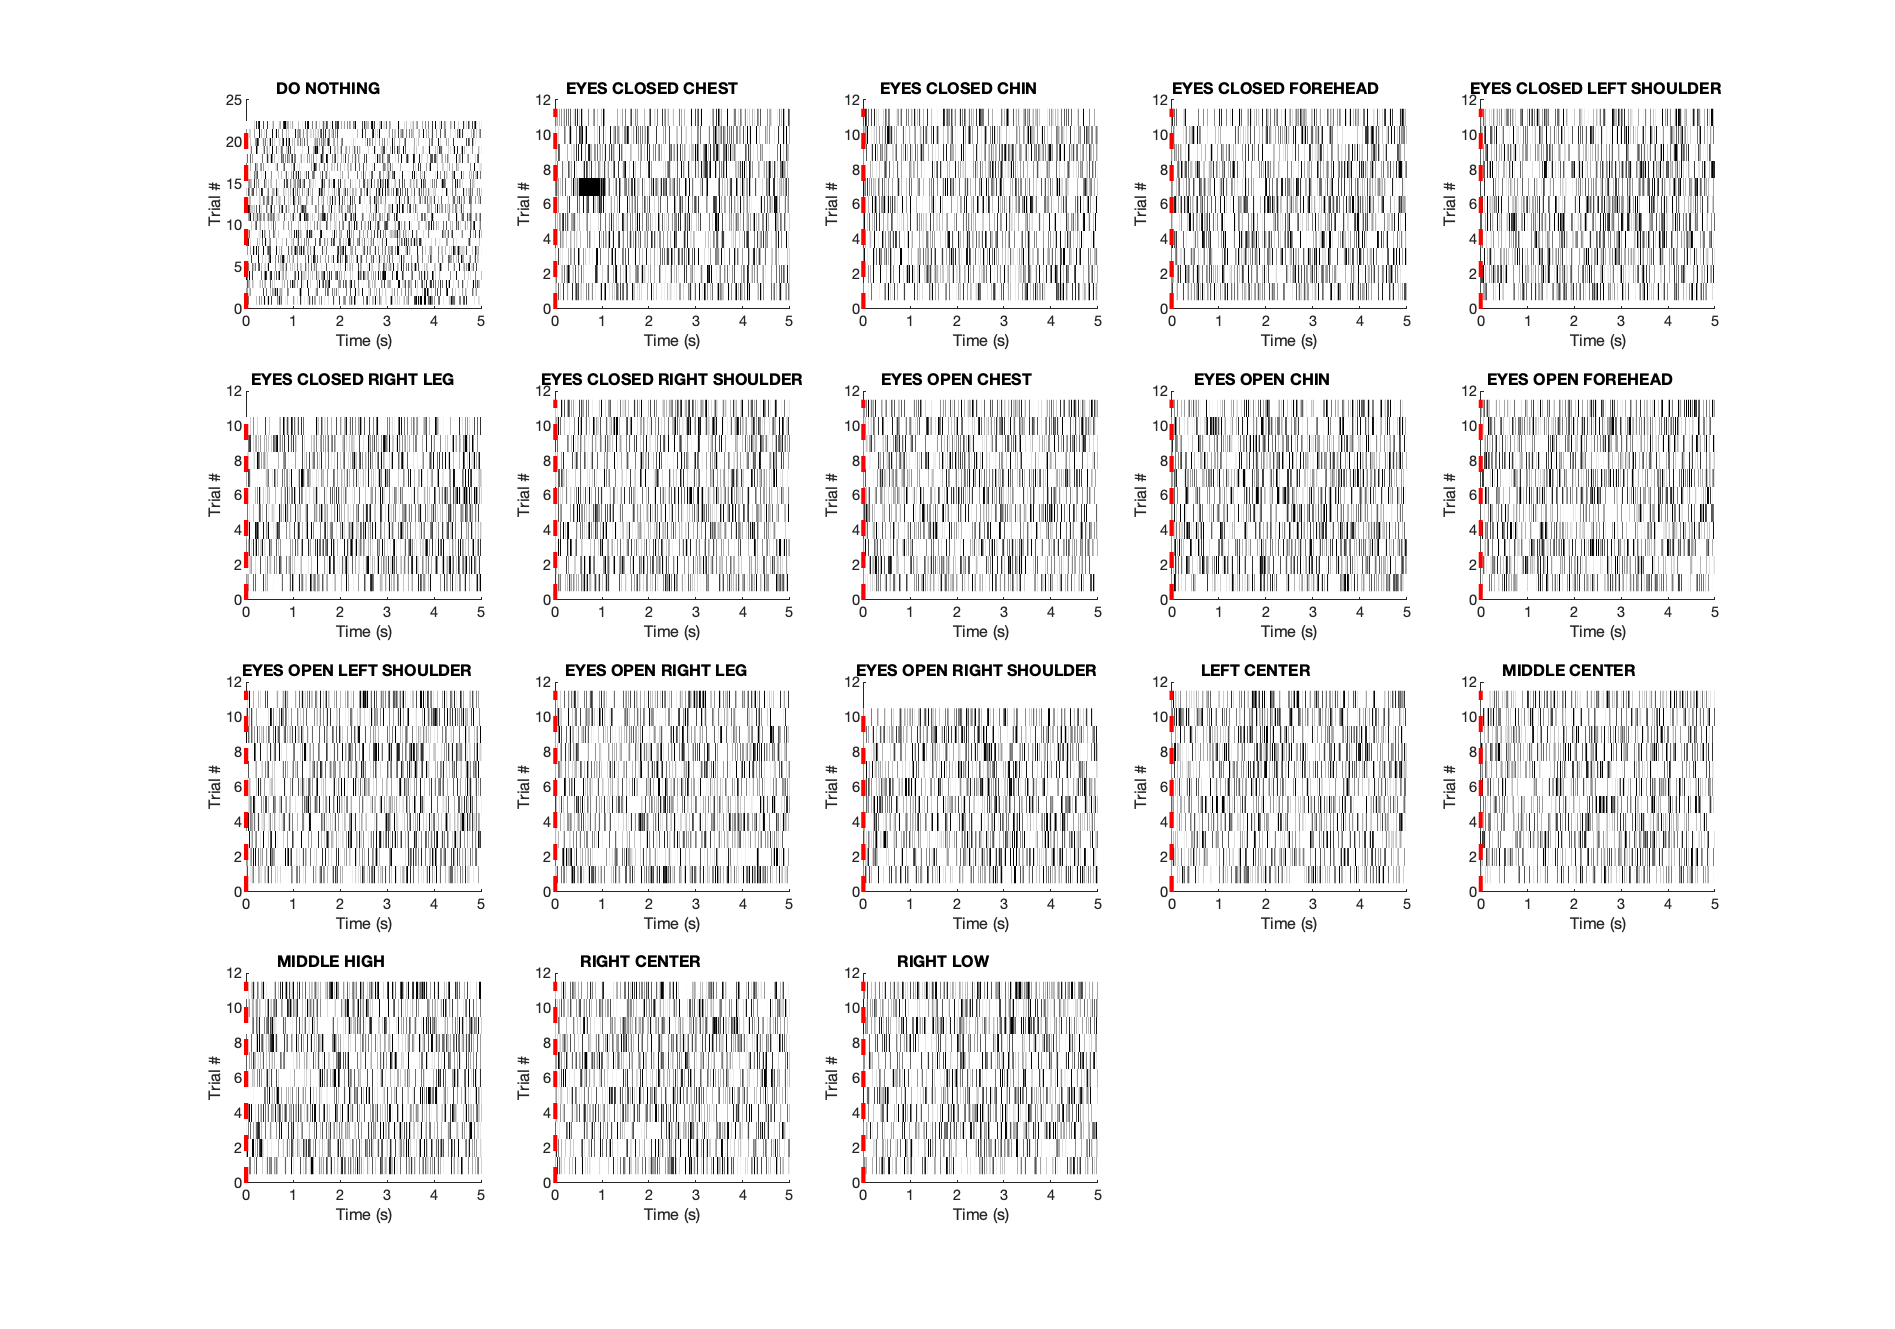 DO NOTHING
25
20
15
10
5
0
Trial #
0 1 2 3 4 5
Time (s)
EYES CLOSED CHEST
12
10
8
6
4
2
0
Trial #
0 1 2 3 4 5
Time (s)
EYES CLOSED CHIN
12
10
8
6
4
2
0
Trial #
0 1 2 3 4 5
Time (s)
EYES CLOSED FOREHEAD
12
10
8
6
4
2
0
Trial #
0 1 2 3 4 5
Time (s)
EYES CLOSED LEFT SHOULDER
12
10
8
6
4
2
0
Trial #
0 1 2 3 4 5
Time (s)
EYES CLOSED RIGHT LEG
12
10
8
6
4
2
0
Trial #
0 1 2 3 4 5
Time (s)
EYES CLOSED RIGHT SHOULDER
12
10
8
6
4
2
0
Trial #
0 1 2 3 4 5
Time (s)
EYES OPEN CHEST
12
10
8
6
4
2
0
Trial #
0 1 2 3 4 5
Time (s)
EYES OPEN CHIN
12
10
8
6
4
2
0
Trial #
0 1 2 3 4 5
Time (s)
EYES OPEN FOREHEAD
12
10
8
6
4
2
0
Trial #
0 1 2 3 4 5
Time (s)
EYES OPEN LEFT SHOULDER
12
10
8
6
4
2
0
Trial #
0 1 2 3 4 5
Time (s)
EYES OPEN RIGHT LEG
12
10
8
6
4
2
0
Trial #
0 1 2 3 4 5
Time (s)
EYES OPEN RIGHT SHOULDER
12
10
8
6
4
2
0
Trial #
0 1 2 3 4 5
Time (s)
LEFT CENTER
12
10
8
6
4
2
0
Trial #
0 1 2 3 4 5
Time (s)
MIDDLE CENTER
12
10
8
6
4
2
0
Trial #
0 1 2 3 4 5
Time (s)
MIDDLE HIGH
12
10
8
6
4
2
0
Trial #
0 1 2 3 4 5
Time (s)
RIGHT CENTER
12
10
8
6
4
2
0
Trial #
0 1 2 3 4 5
Time (s)
RIGHT LOW
12
10
8
6
4
2
0
Trial #
0 1 2 3 4 5
Time (s)